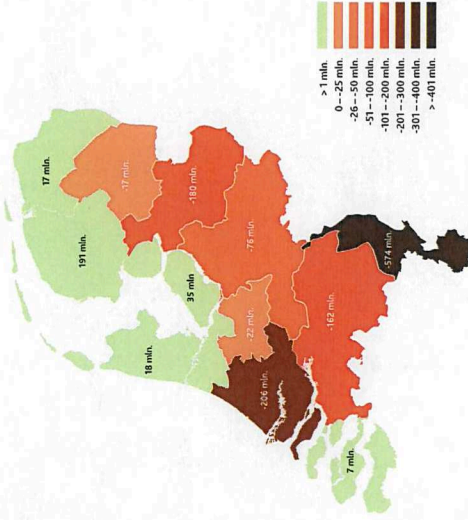 17 mln.
191 mln.
-17 mln.
-180 mln.
35 mln.
18 mln.
-76 mln.
-22 mln.
-206 mln.
-162 mln.
-574 mln.
7 mln.
> 1 mln.
0 – -25 mln.
-26 – -50 mln.
-51 – -100 mln.
-101 – -200 mln.
-201 – -300 mln.
-301 – -400 mln.
> -401 mln.